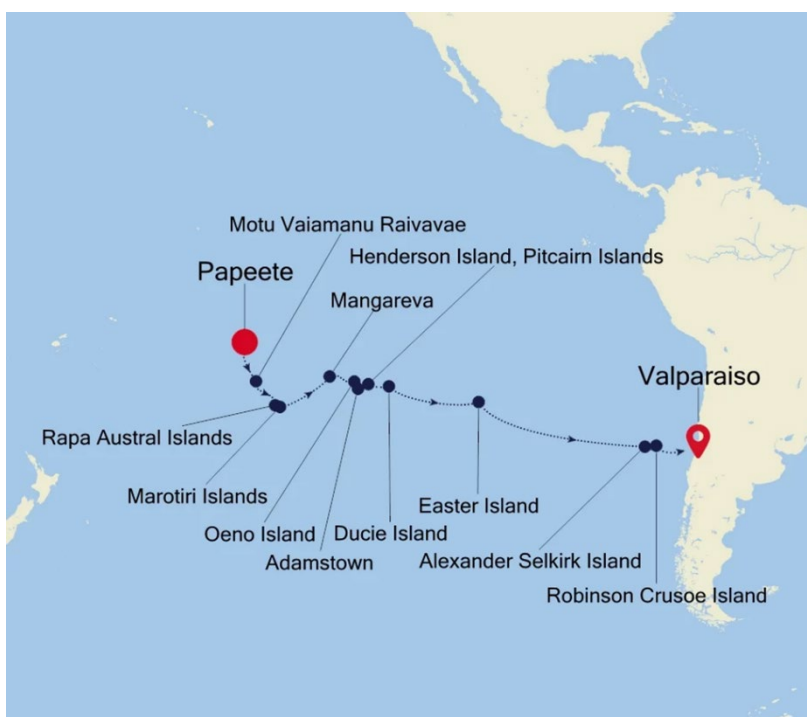 Motu Vaiamanu Raivavae
Henderson Island, Pitcairn Islands
Papeete
Mangareva
Valparaiso
Rapa Austral Islands
Marotiri Islands
Oeno Island
Ducie Island
Easter Island
Adamstown
Alexander Selkirk Island
Robinson Crusoe Island